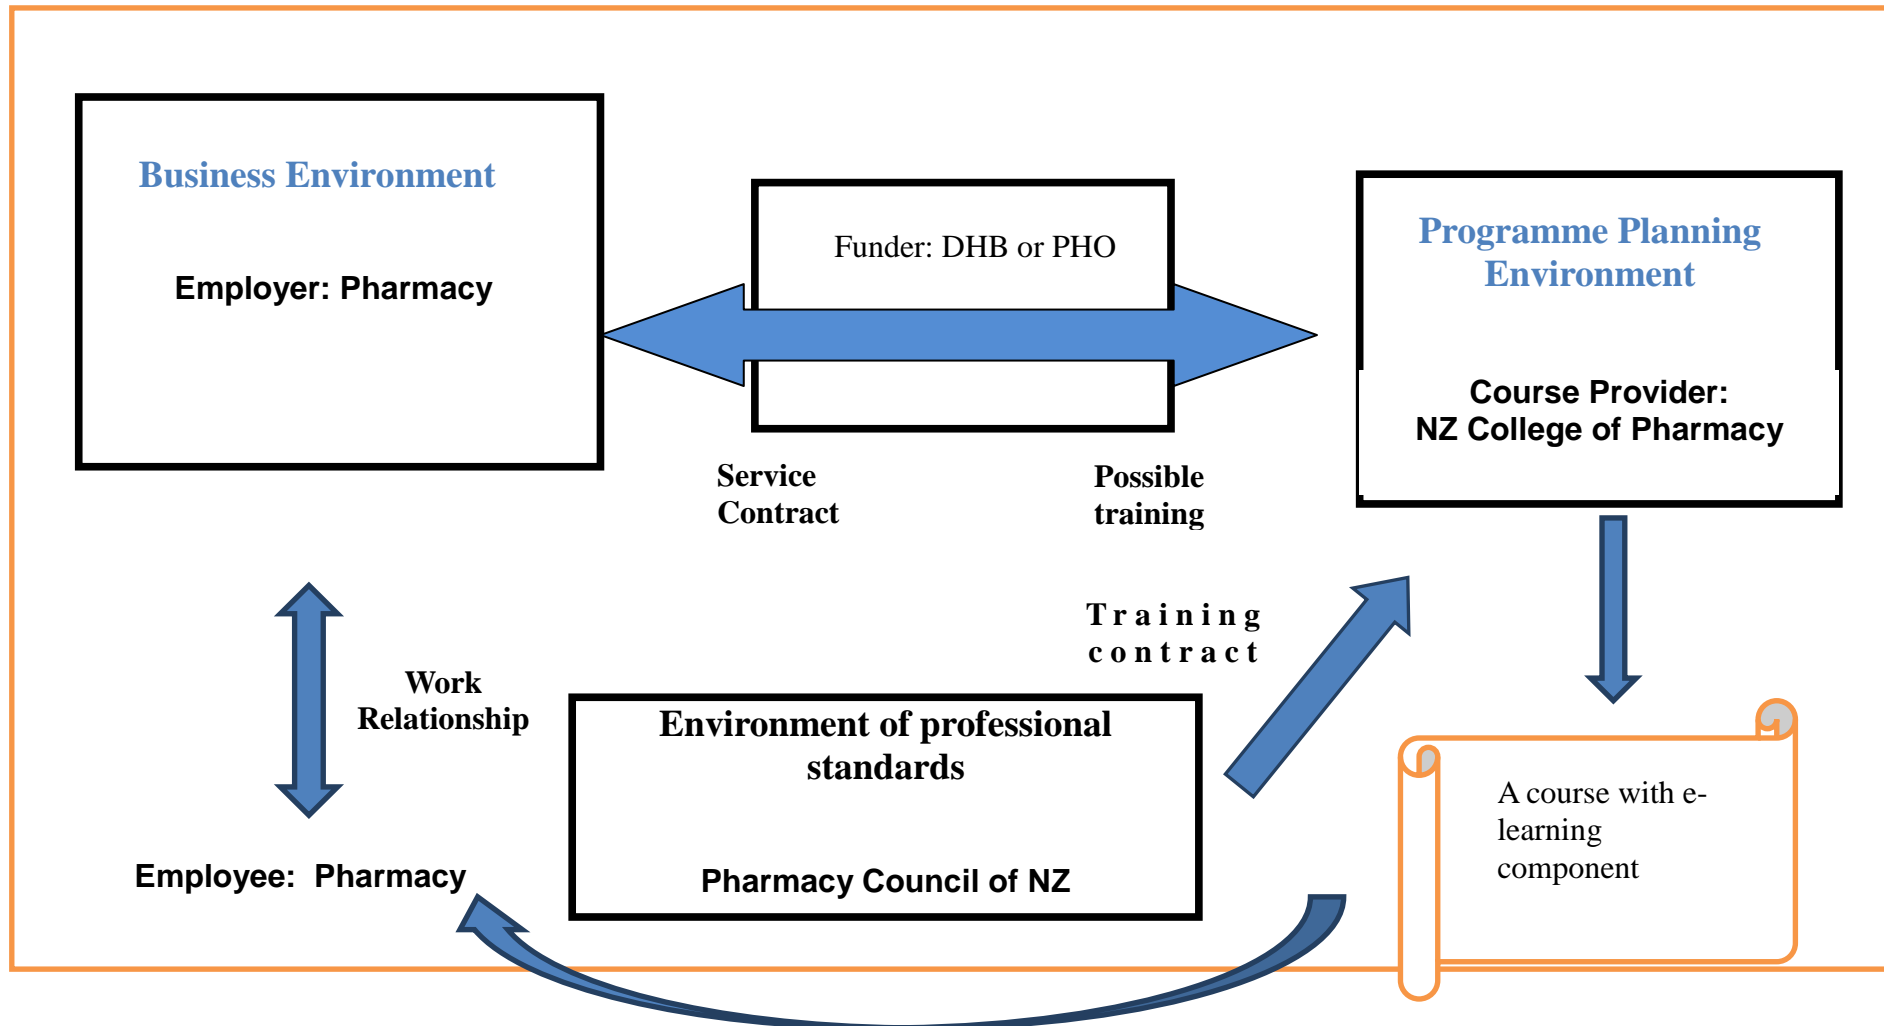 Business Environment
Employer: Pharmacy
Funder: DHB or PHO
Programme Planning
Environment
Course Provider:
NZ College of Pharmacy
Service
Contract
Possible
training
Training
contract
Work
Relationship
Environment of professional
standards
Pharmacy Council of NZ
Employee: Pharmacy
A course with e-
learning
component